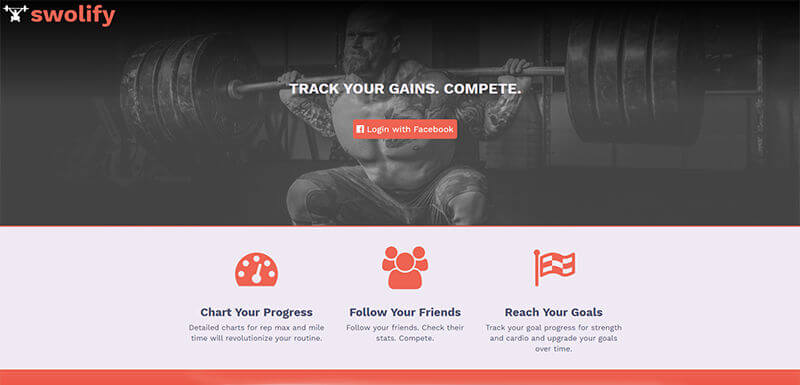 swolify
TRACK YOUR GAINS. COMPETE.
Login with Facebook
Chart Your Progress
Detailed charts for rep max and mile
time will revolutionize your routine.
Follow Your Friends
Follow your friends. Check their
stats. Compete.
Reach Your Goals
Track your goal progress for strength
and cardio and upgrade your goals
over time.